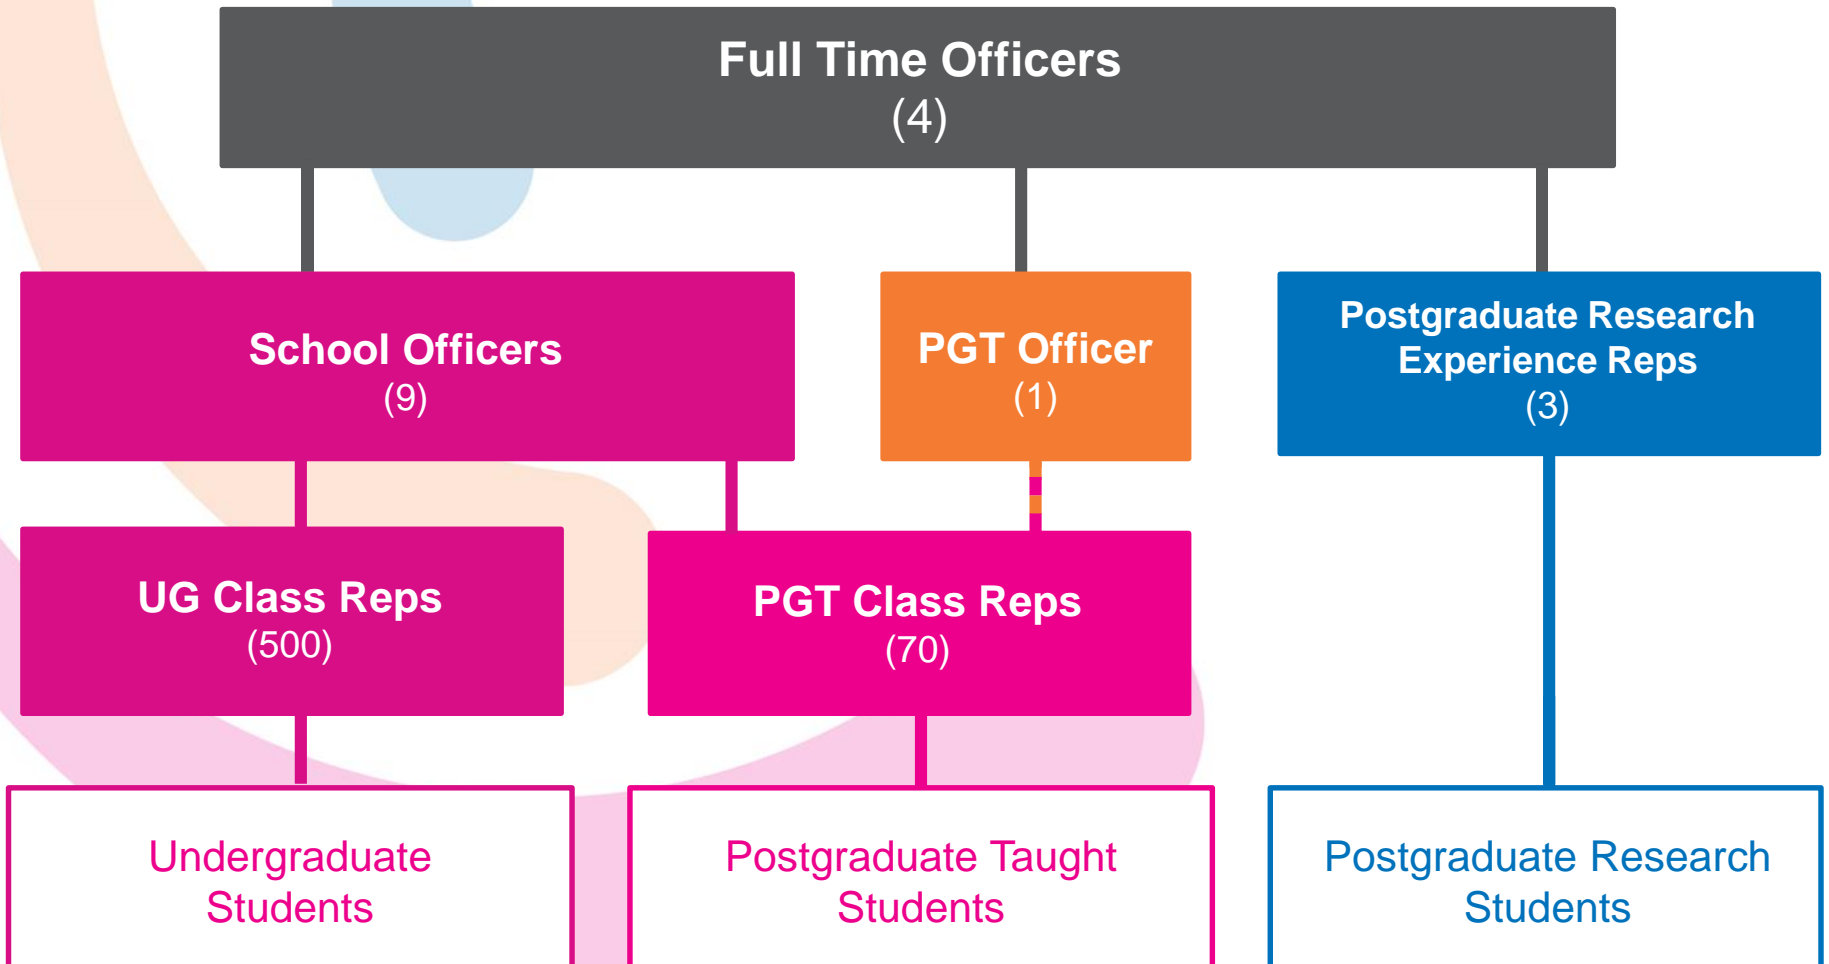 Full Time Officers
(4)
School Officers
(9)
PGT Officer
(1)
Postgraduate Research
Experience Reps
(3)
UG Class Reps
(500)
PGT Class Reps
(70)
Undergraduate
Students
Postgraduate Taught
Students
Postgraduate Research
Students